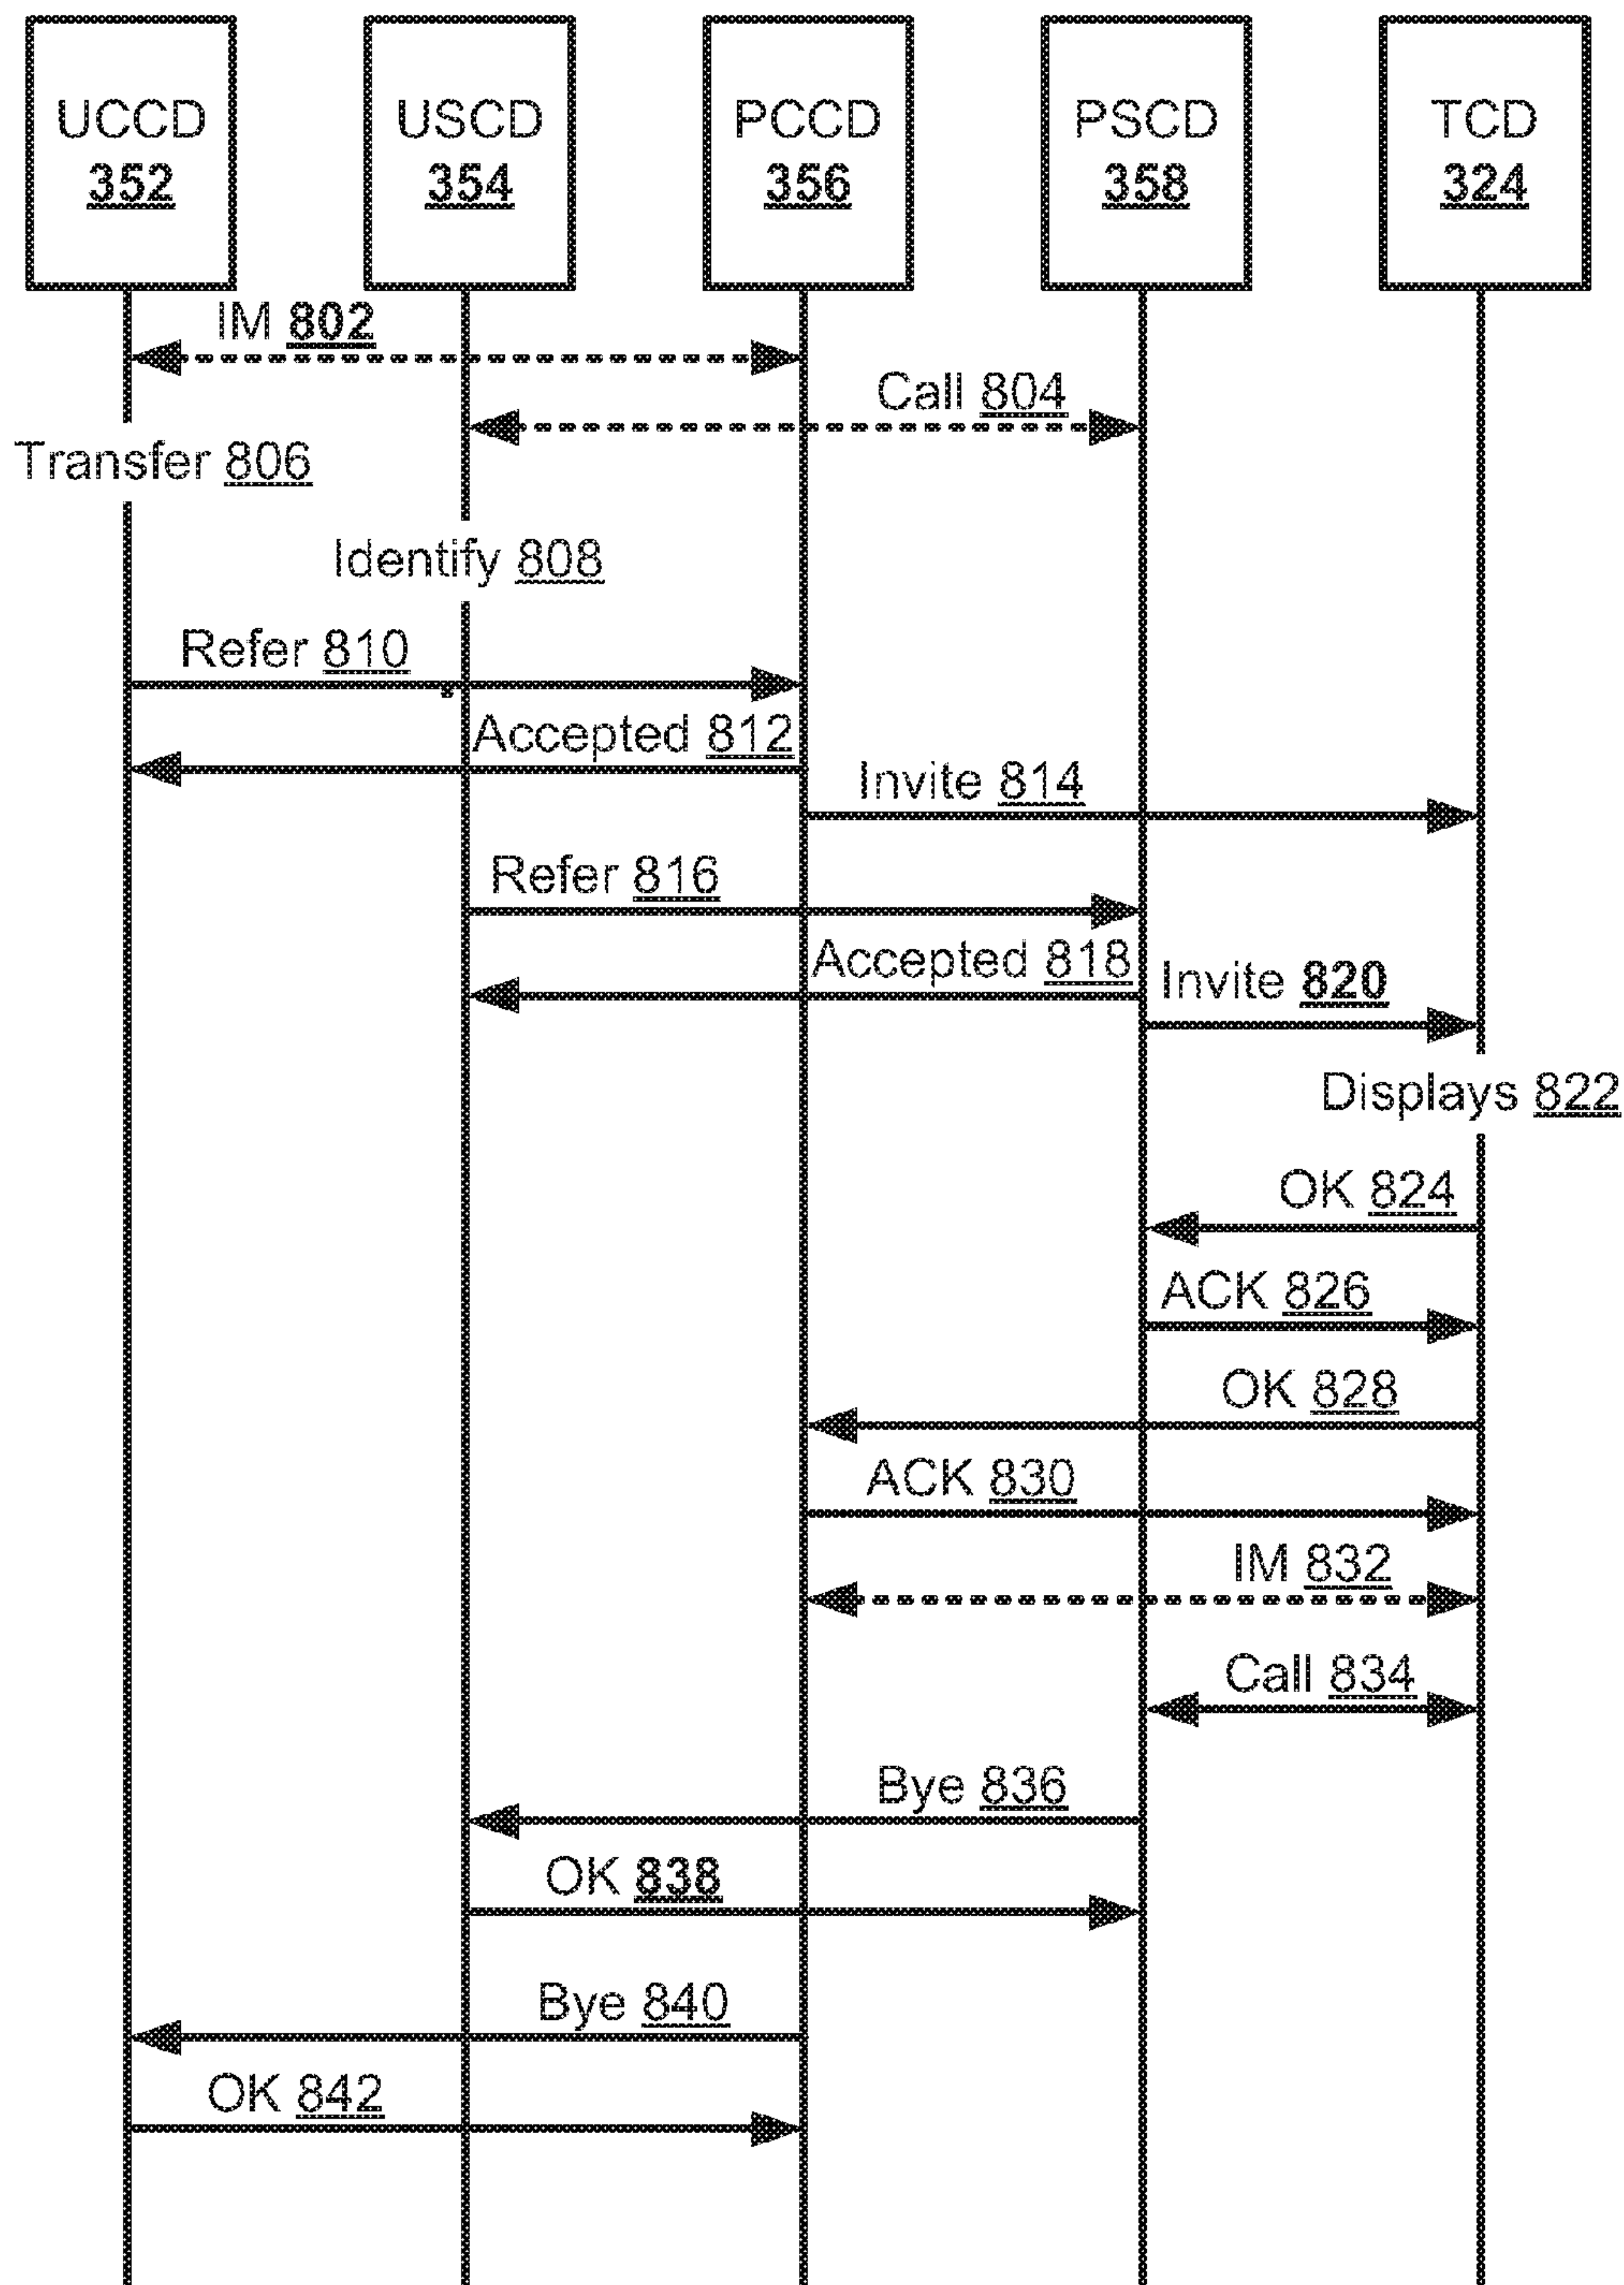 UCCD
352
USCD
354
PCCD
356
PSCD
358
TCD
324
IM 802
Call 804
Transfer 806
Identify 808
Refer 810
Accepted 812
Invite 814
Refer 816
Accepted 818
Invite 820
Displays 822
OK 824
ACK 826
OK 828
ACK 830
IM 832
Call 834
Bye 836
OK 838
Bye 840
OK 842